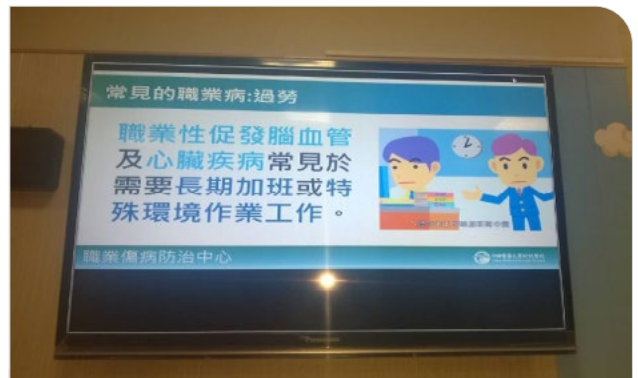 常見的職業病:過勞
職業性促發腦血管
及心臟疾病常見於
需要長期加班或特
殊環境作業工作。
職業傷病防治中心
Panasonic